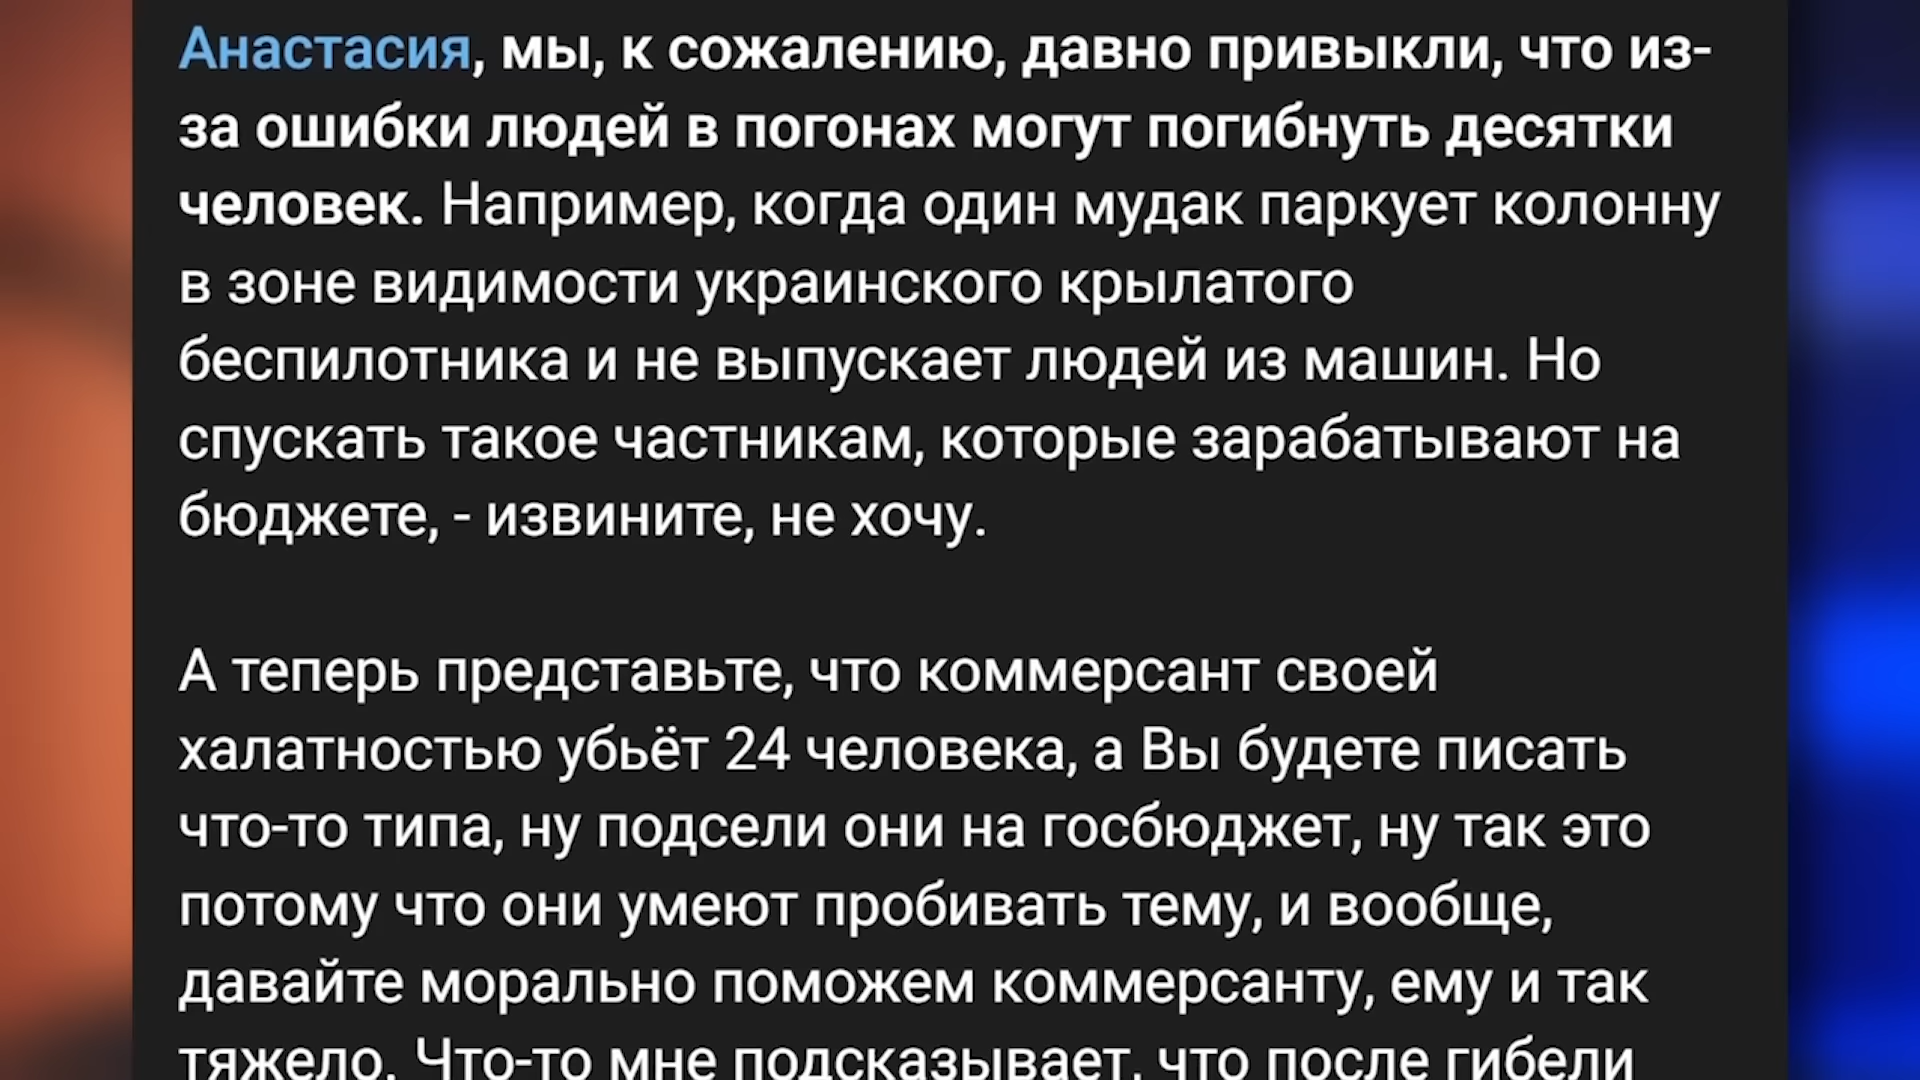 Анастасия, мы, к сожалению, давно привыкли, что из-
за ошибки людей в погонах могут погибнуть десятки
человек. Например, когда один мудак паркует колонну
в зоне видимости украинского крылатого
беспилотника и не выпускает людей из машин. Но
спускать такое частникам, которые зарабатывают на
бюджете, - извините, не хочу.
А теперь представьте, что коммерсант своей
халатностью убьёт 24 человека, а Вы будете писать
что-то типа, ну подсели они на госбюджет, ну так это
потому что они умеют пробивать тему, и вообще,
давайте морально поможем коммерсанту, ему и так
тяжело. Что-то мне подсказывает, что после гибели